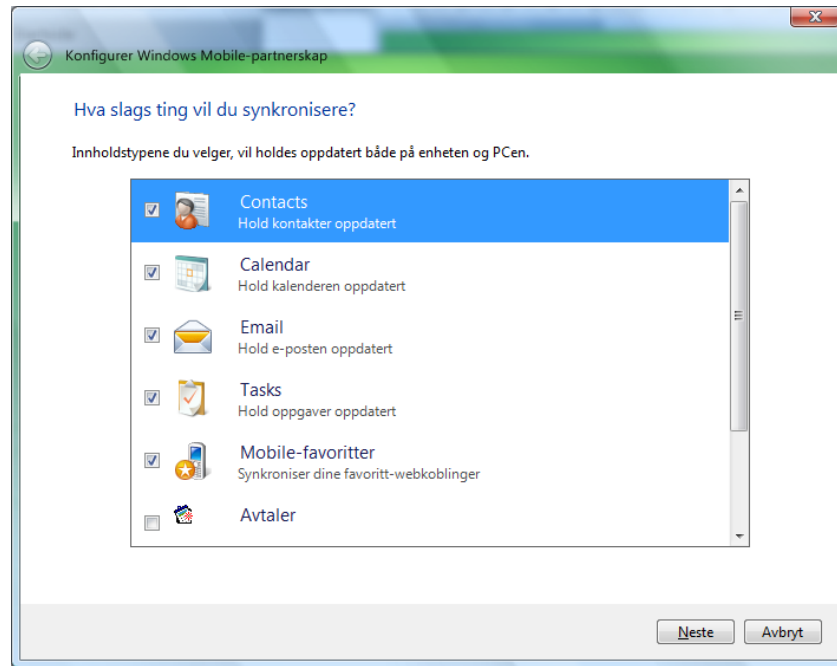 Konfigurer Windows Mobile-partnerskap
Hva slags ting vil du synkronisere?
Innholdstypene du velger, vil holdes oppdatert både på enheten og PCen.
Contacts
Hold kontakter oppdatert
Calendar
Hold kalenderen oppdatert
Email
Hold e-posten oppdatert
Tasks
Hold oppgaver oppdatert
Mobile-favoritter
Synkroniser dine favoritt-webkoblinger
Avtaler
Neste
Avbryt